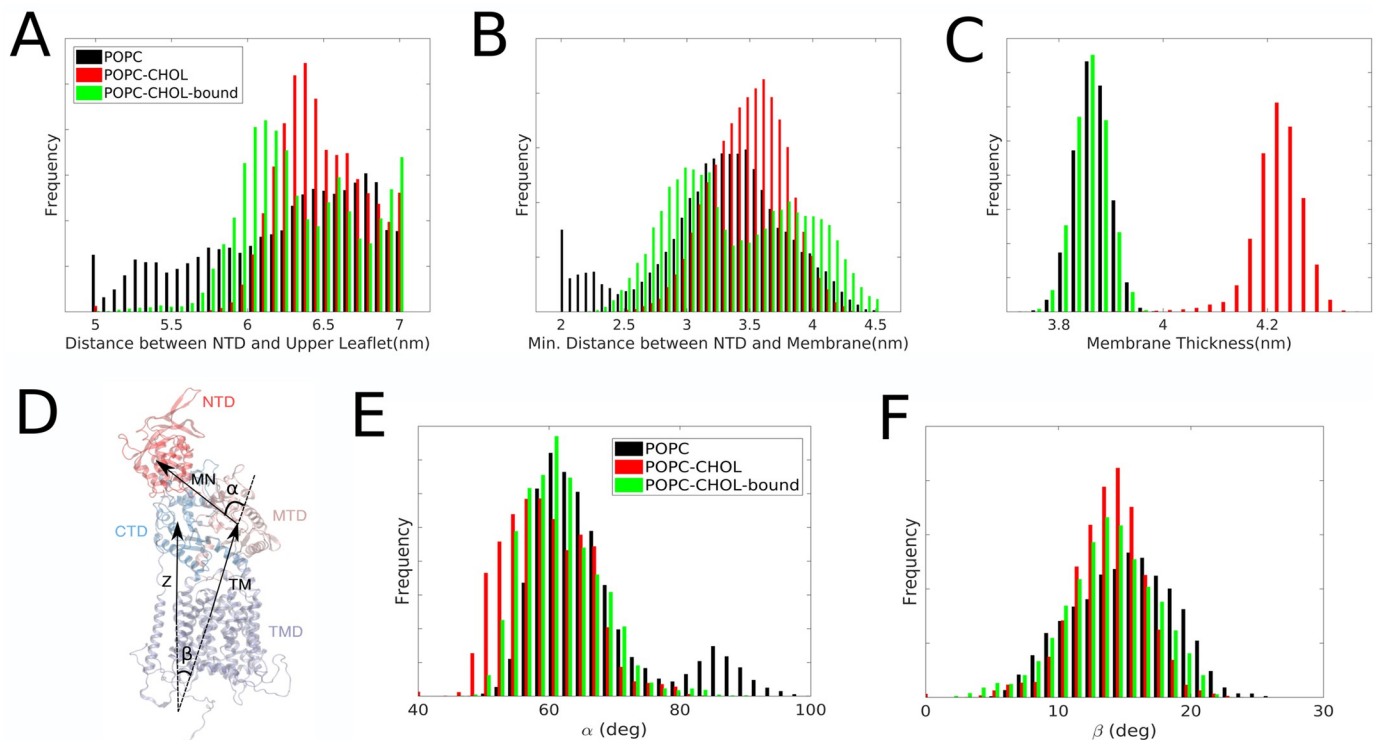 A
B
C
POPC
POPC-CHOL
POPC-CHOL-bound
Frequency
Frequency
Frequency
5 5.5 6 6.5 7
2 2.5 3 3.5 4 4.5
3.8 4 4.2
Distance between NTD and Upper Leaflet(nm)
Min. Distance between NTD and Membrane(nm)
Membrane Thickness(nm)
D
NTD
MN
α
CTD
MTD
Z
TM
TMD
β
E
POPC
POPC-CHOL
POPC-CHOL-bound
Frequency
40 60 80 100
α (deg)
F
Frequency
0 10 20 30
β (deg)